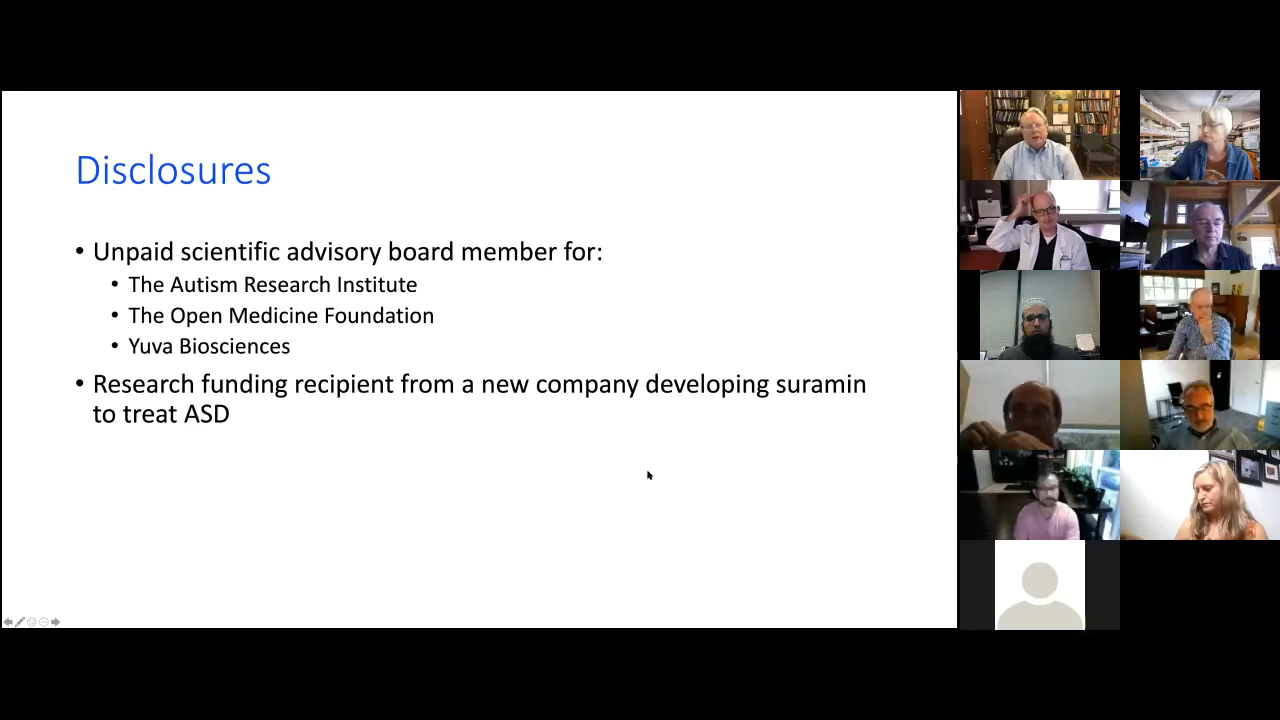 Disclosures
• Unpaid scientific advisory board member for:
• The Autism Research Institute
• The Open Medicine Foundation
• Yuva Biosciences
• Research funding recipient from a new company developing suramin
to treat ASD